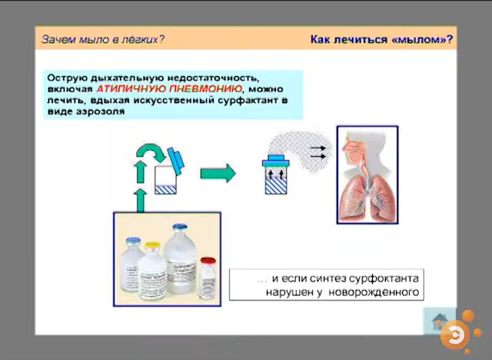 Зачем мыло в лёгких?
Как лечиться «мылом»?
Острую дыхательную недостаточность,
включая АТИПИЧНУЮ ПНЕВМОНИЮ, можно
лечить, вдыхая искусственный сурфактант в
виде аэрозоля
... и если синтез сурфоктанта
нарушен у новорожденного